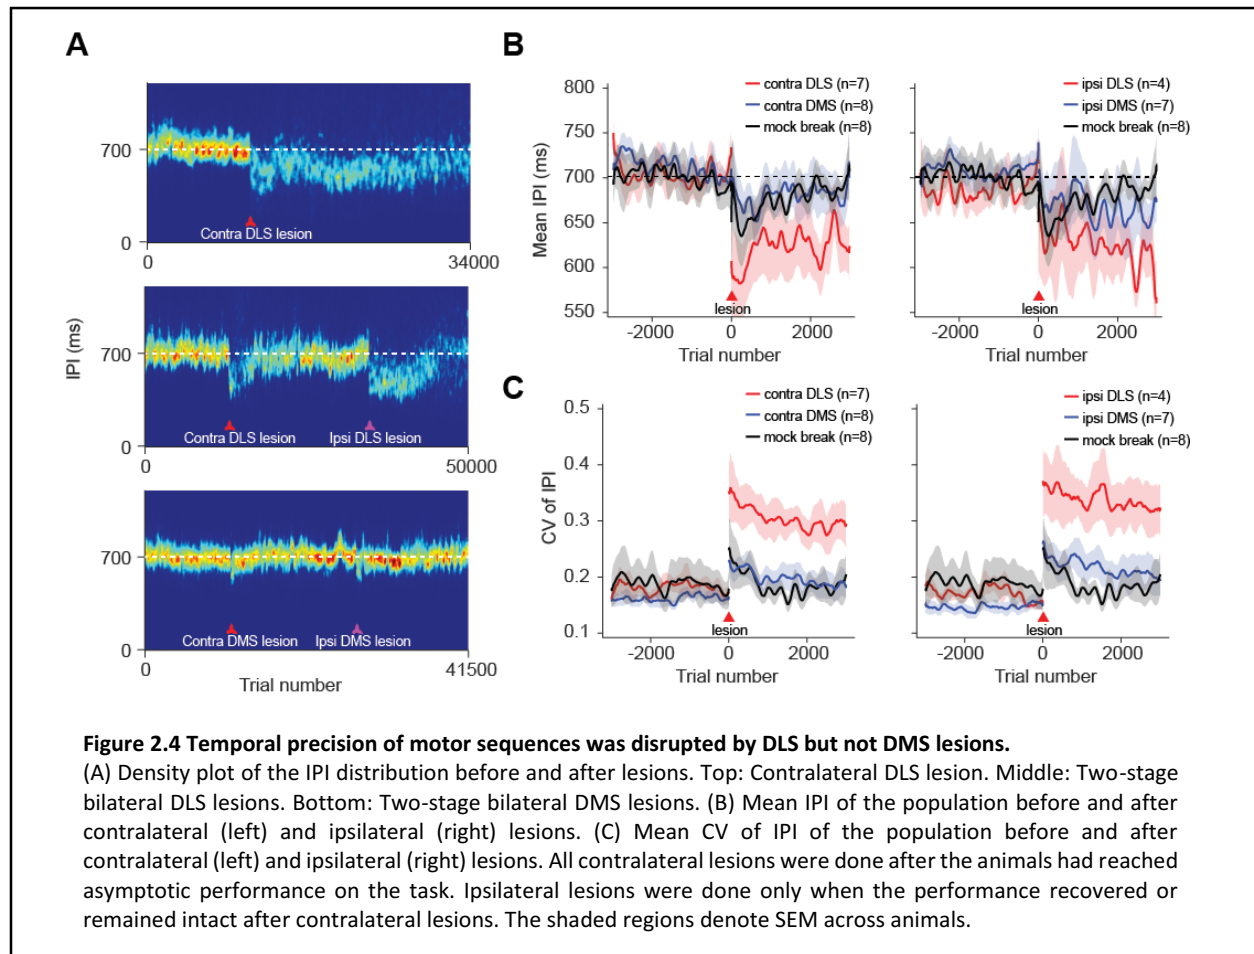 A
700
0
Contra DLS lesion
0
34000
IPI (ms)
700
0
Contra DLS lesion
Ipsi DLS lesion
0
50000
700
0
Contra DMS lesion
Ipsi DMS lesion
0
41500
Trial number
B
800
750
700
650
600
550
Mean IPI (ms)
contra DLS (n=7)
contra DMS (n=8)
mock break (n=8)
lesion
-2000
0
2000
Trial number
ipsi DLS (n=4)
ipsi DMS (n=7)
mock break (n=8)
lesion
-2000
0
2000
Trial number
C
0.5
0.4
0.3
0.2
0.1
CV of IPI
contra DLS (n=7)
contra DMS (n=8)
mock break (n=8)
lesion
-2000
0
2000
Trial number
ipsi DLS (n=4)
ipsi DMS (n=7)
mock break (n=8)
lesion
-2000
0
2000
Trial number
Figure 2.4 Temporal precision of motor sequences was disrupted by DLS but not DMS lesions.
(A) Density plot of the IPI distribution before and after lesions. Top: Contralateral DLS lesion. Middle: Two-stage
bilateral DLS lesions. Bottom: Two-stage bilateral DMS lesions. (B) Mean IPI of the population before and after
contralateral (left) and ipsilateral (right) lesions. (C) Mean CV of IPI of the population before and after
contralateral (left) and ipsilateral (right) lesions. All contralateral lesions were done after the animals had reached
asymptotic performance on the task. Ipsilateral lesions were done only when the performance recovered or
remained intact after contralateral lesions. The shaded regions denote SEM across animals.